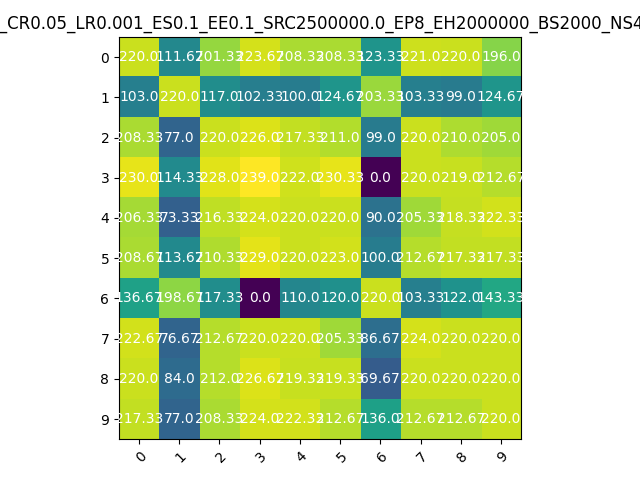 _CR0.05_LR0.001_ES0.1_EE0.1_SRC2500000.0_EP8_EH2000000_BS2000_NS4
0 220.0 111.67 201.33 223.67 208.33 208.33 123.33 221.0 220.0 196.0
1 103.0 220.0 117.0 102.33 100.0 124.67 203.33 103.33 99.0 124.67
2 208.33 77.0 220.0 226.0 217.33 211.0 99.0 220.0 210.0 205.0
3 230.0 114.33 228.0 239.0 222.0 230.33 0.0 220.0 219.0 212.67
4 206.33 73.33 216.33 224.0 220.0 220.0 90.0 205.33 218.33 222.33
5 208.67 113.67 210.33 229.0 220.0 223.0 100.0 212.67 217.33 217.33
6 136.67 198.67 117.33 0.0 110.0 120.0 220.0 103.33 122.0 143.33
7 222.67 76.67 212.67 220.0 220.0 205.33 86.67 224.0 220.0 220.0
8 220.0 84.0 212.0 226.67 219.33 219.33 69.67 220.0 220.0 220.0
9 217.33 77.0 208.33 224.0 222.33 212.67 136.0 212.67 212.67 220.0
0 1 2 3 4 5 6 7 8 9